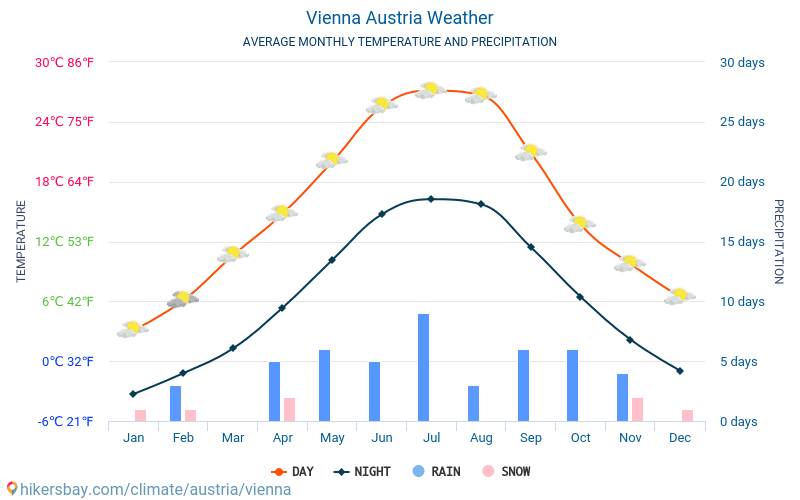 Vienna Austria Weather
AVERAGE MONTHLY TEMPERATURE AND PRECIPITATION
30℃ 86℉
30 days
24℃ 75℉
25 days
18℃ 64℉
20 days
12℃ 53℉
15 days
6℃ 42℉
10 days
0℃ 32℉
5 days
-6℃ 21℉
0 days
TEMPERATURE
PRECIPITATION
Jan Feb Mar Apr May Jun Jul Aug Sep Oct Nov Dec
DAY NIGHT RAIN SNOW
hikersbay.com/climate/austria/vienna